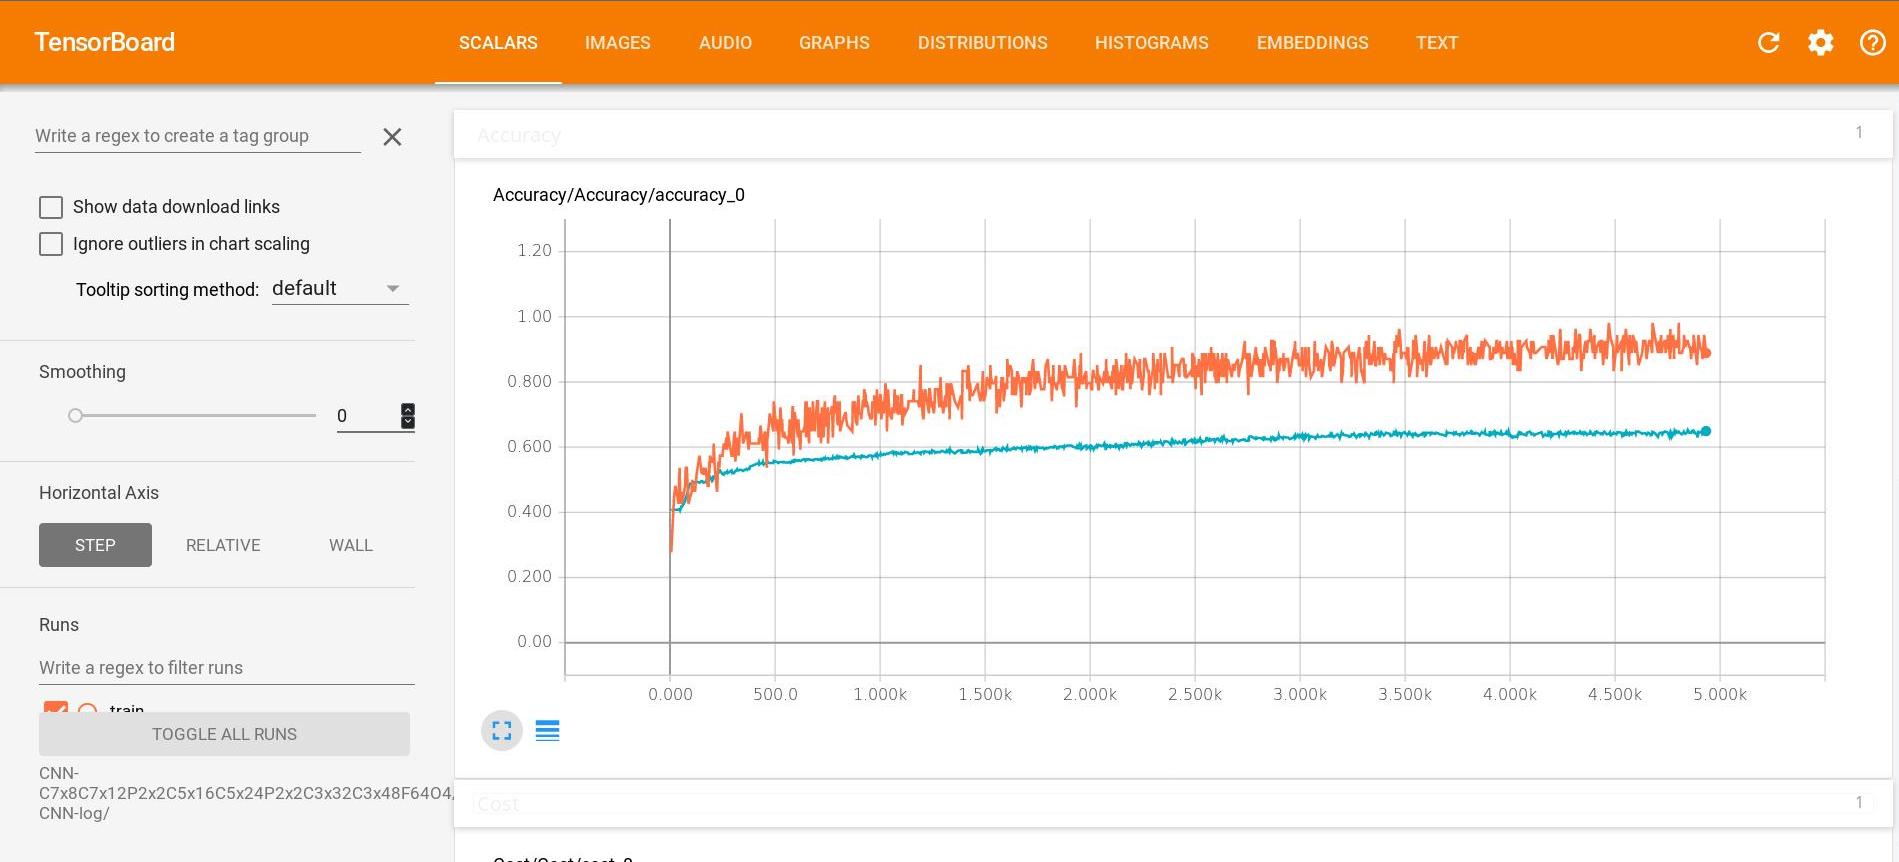 TensorBoard
SCALARS IMAGES AUDIO GRAPHS DISTRIBUTIONS HISTOGRAMS EMBEDDINGS TEXT
Write a regex to create a tag group
Show data download links
Ignore outliers in chart scaling
Tooltip sorting method: default
Smoothing
0
Horizontal Axis
STEP RELATIVE WALL
Runs
Write a regex to filter runs
train
TOGGLE ALL RUNS
CNN-
C7x8C7x12P2x2C5x16C5x24P2x2C3x32C3x48F64O4,
CNN-log/
Accuracy 1
Accuracy/Accuracy/accuracy_0
1.20
1.00
0.800
0.600
0.400
0.200
0.00
0.000 500.0 1.000k 1.500k 2.000k 2.500k 3.000k 3.500k 4.000k 4.500k 5.000k
Cost 1
Cost/Cost/cost_0